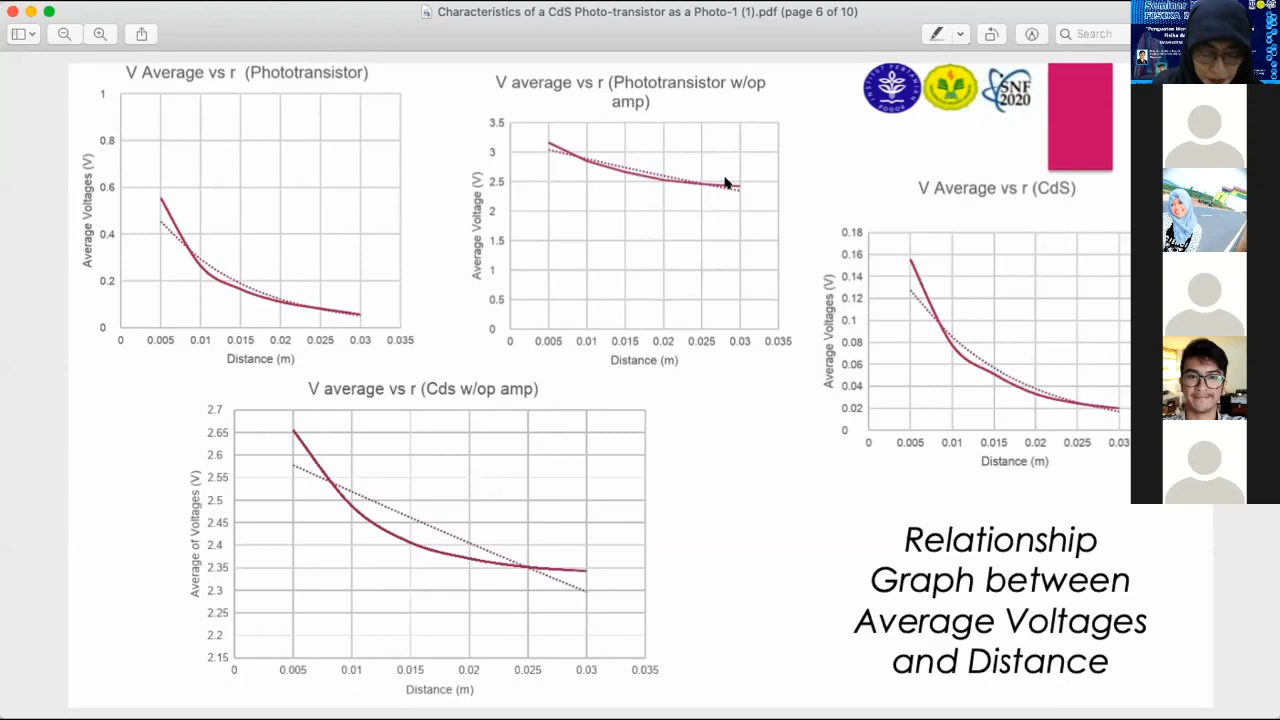 Characteristics of a CdS Photo-transistor as a Photo-1 (1).pdf (page 6 of 10)
Search
V Average vs r (Phototransistor)
1
0.8
0.6
0.4
0.2
0
Average Voltages (V)
0 0.005 0.01 0.015 0.02 0.025 0.03 0.035
Distance (m)
V average vs r (Phototransistor w/op
amp)
3.5
3
2.5
2
1.5
1
0.5
0
Average Voltage (V)
0 0.005 0.01 0.015 0.02 0.025 0.03 0.035
Distance (m)
INSTITUT PERTANIAN
BOGOR
SNF
2020
V Average vs r (CdS)
0.18
0.16
0.14
0.12
0.1
0.08
0.06
0.04
0.02
0
Average Voltages (V)
0 0.005 0.01 0.015 0.02 0.025 0.03
Distance (m)
V average vs r (Cds w/op amp)
2.7
2.65
2.6
2.55
2.5
2.45
2.4
2.35
2.3
2.25
2.2
2.15
Average of Voltages (V)
0 0.005 0.01 0.015 0.02 0.025 0.03 0.035
Distance (m)
Relationship
Graph between
Average Voltages
and Distance